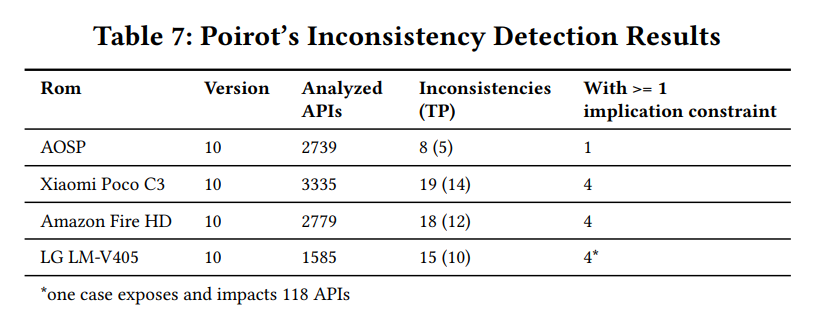 Table 7: Poirot's Inconsistency Detection Results
Rom Version Analyzed APIs Inconsistencies (TP) With >= 1 implication constraint
AOSP 10 2739 8 (5) 1
Xiaomi Poco C3 10 3335 19 (14) 4
Amazon Fire HD 10 2779 18 (12) 4
LG LM-V405 10 1585 15 (10) 4*
*one case exposes and impacts 118 APIs